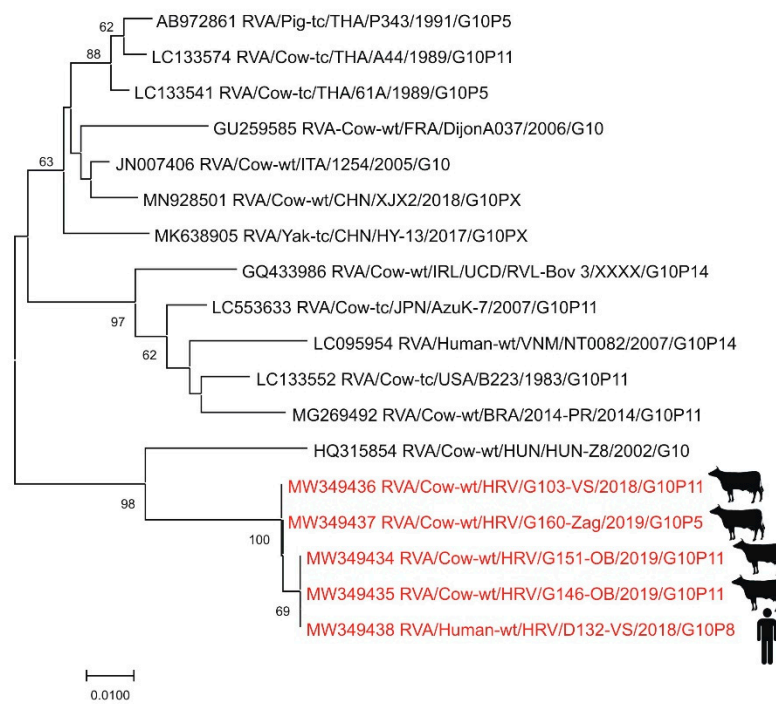 62
AB972861 RVA/Pig-tc/THA/P343/1991/G10P5
88
LC133574 RVA/Cow-tc/THA/A44/1989/G10P11
LC133541 RVA/Cow-tc/THA/61A/1989/G10P5
GU259585 RVA-Cow-wt/FRA/DijonA037/2006/G10
63
JN007406 RVA/Cow-wt/ITA/1254/2005/G10
MN928501 RVA/Cow-wt/CHN/XJX2/2018/G10PX
MK638905 RVA/Yak-tc/CHN/HY-13/2017/G10PX
GQ433986 RVA/Cow-wt/IRL/UCD/RVL-Bov 3/XXXX/G10P14
97
LC553633 RVA/Cow-tc/JPN/AzuK-7/2007/G10P11
62
LC095954 RVA/Human-wt/VNM/NT0082/2007/G10P14
LC133552 RVA/Cow-tc/USA/B223/1983/G10P11
MG269492 RVA/Cow-wt/BRA/2014-PR/2014/G10P11
HQ315854 RVA/Cow-wt/HUN/HUN-Z8/2002/G10
98
MW349436 RVA/Cow-wt/HRV/G103-VS/2018/G10P11
MW349437 RVA/Cow-wt/HRV/G160-Zag/2019/G10P5
100
MW349434 RVA/Cow-wt/HRV/G151-OB/2019/G10P11
MW349435 RVA/Cow-wt/HRV/G146-OB/2019/G10P11
69
MW349438 RVA/Human-wt/HRV/D132-VS/2018/G10P8
0.0100